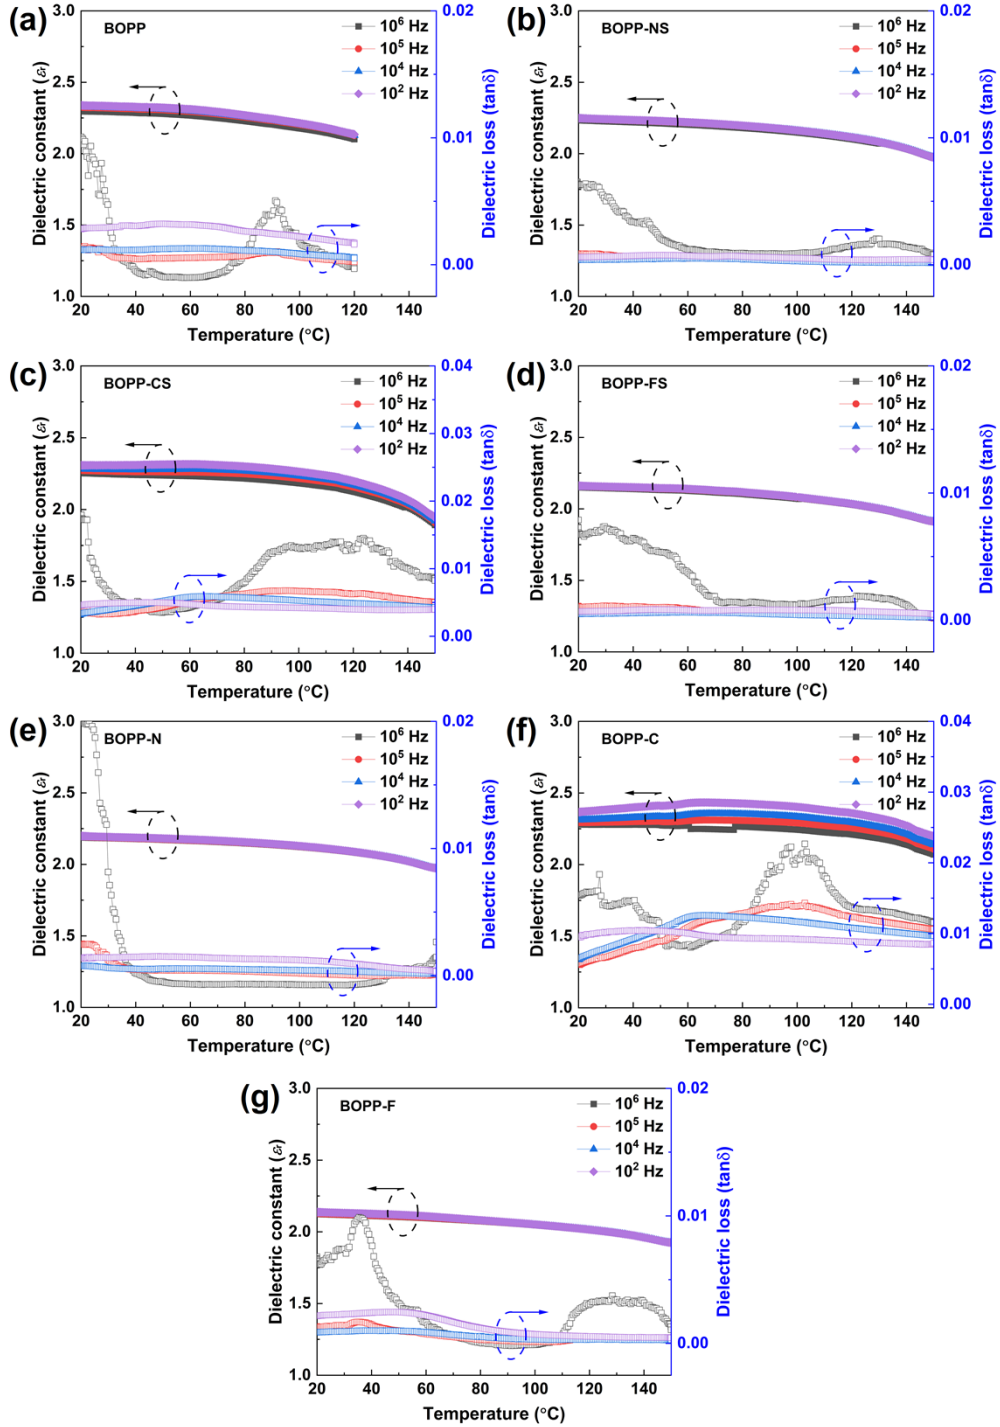 (a)
BOPP
10⁶ Hz
10⁵ Hz
10⁴ Hz
10² Hz
Dielectric constant (εr)
Dielectric loss (tanδ)
3.0
2.5
2.0
1.5
1.0
0.02
0.01
0.00
20 40 60 80 100 120 140
Temperature (°C)
(b)
BOPP-NS
10⁶ Hz
10⁵ Hz
10⁴ Hz
10² Hz
Dielectric constant (εr)
Dielectric loss (tanδ)
3.0
2.5
2.0
1.5
1.0
0.02
0.01
0.00
20 40 60 80 100 120 140
Temperature (°C)
(c)
BOPP-CS
10⁶ Hz
10⁵ Hz
10⁴ Hz
10² Hz
Dielectric constant (εr)
Dielectric loss (tanδ)
3.0
2.5
2.0
1.5
1.0
0.04
0.03
0.02
0.01
0.00
20 40 60 80 100 120 140
Temperature (°C)
(d)
BOPP-FS
10⁶ Hz
10⁵ Hz
10⁴ Hz
10² Hz
Dielectric constant (εr)
Dielectric loss (tanδ)
3.0
2.5
2.0
1.5
1.0
0.02
0.01
0.00
20 40 60 80 100 120 140
Temperature (°C)
(e)
BOPP-N
10⁶ Hz
10⁵ Hz
10⁴ Hz
10² Hz
Dielectric constant (εr)
Dielectric loss (tanδ)
3.0
2.5
2.0
1.5
1.0
0.02
0.01
0.00
20 40 60 80 100 120 140
Temperature (°C)
(f)
BOPP-C
10⁶ Hz
10⁵ Hz
10⁴ Hz
10² Hz
Dielectric constant (εr)
Dielectric loss (tanδ)
3.0
2.5
2.0
1.5
1.0
0.04
0.03
0.02
0.01
0.00
20 40 60 80 100 120 140
Temperature (°C)
(g)
BOPP-F
10⁶ Hz
10⁵ Hz
10⁴ Hz
10² Hz
Dielectric constant (εr)
Dielectric loss (tanδ)
3.0
2.5
2.0
1.5
1.0
0.02
0.01
0.00
20 40 60 80 100 120 140
Temperature (°C)